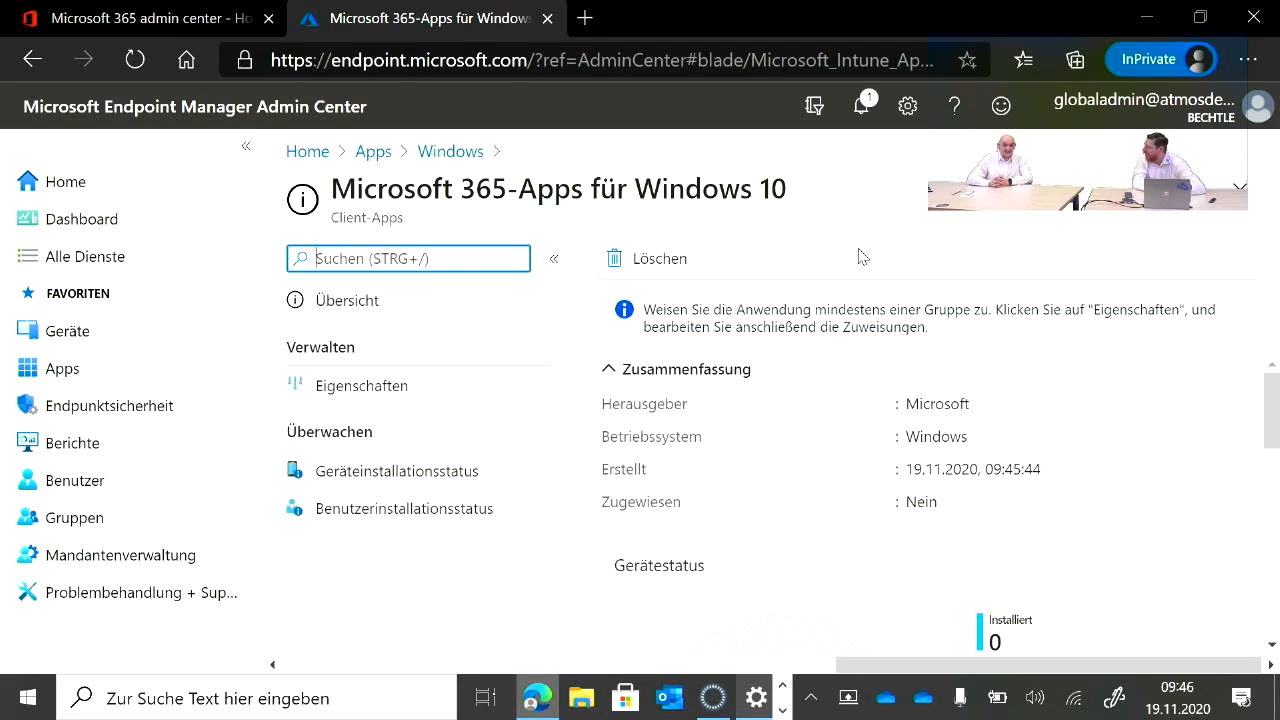 Microsoft 365 admin center - Ho
Microsoft 365-Apps für Window
https://endpoint.microsoft.com/?ref=AdminCenter#blade/Microsoft_Intune_Ap...
InPrivate
Microsoft Endpoint Manager Admin Center
1
globaladmin@atmosde...
BECHTLE
Home > Apps > Windows >
Microsoft 365-Apps für Windows 10
Client-Apps
Suchen (STRG+/)
Löschen
Home
Dashboard
Alle Dienste
FAVORITEN
Geräte
Apps
Endpunktsicherheit
Berichte
Benutzer
Gruppen
Mandantenverwaltung
Problembehandlung + Sup...
Übersicht
Verwalten
Eigenschaften
Überwachen
Geräteinstallationsstatus
Benutzerinstallationsstatus
Weisen Sie die Anwendung mindestens einer Gruppe zu. Klicken Sie auf "Eigenschaften", und
bearbeiten Sie anschließend die Zuweisungen.
Zusammenfassung
Herausgeber : Microsoft
Betriebssystem : Windows
Erstellt : 19.11.2020, 09:45:44
Zugewiesen : Nein
Gerätestatus
Installiert
0
Zur Suche Text hier eingeben
09:46
19.11.2020